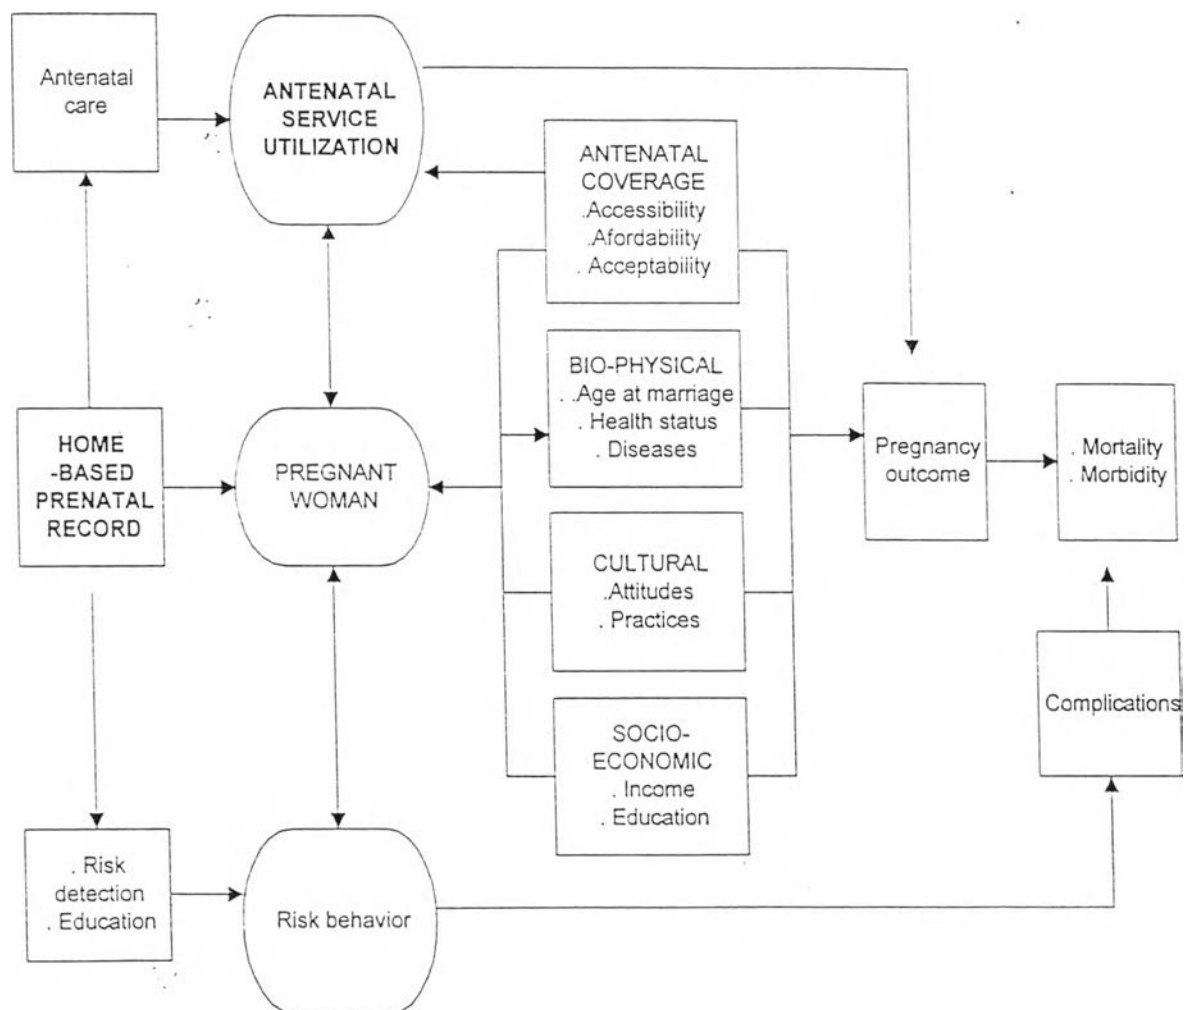 Antenatal
care
ANTENATAL
SERVICE
UTILIZATION
ANTENATAL
COVERAGE
.Accessibility
.Afordability
. Acceptability
BIO-PHYSICAL
. .Age at marriage
. Health status
. Diseases
HOME
-BASED
PRENATAL
RECORD
PREGNANT
WOMAN
Pregnancy
outcome
. Mortality
. Morbidity
CULTURAL
.Attitudes
. Practices
Complications
SOCIO-
ECONOMIC
. Income
. Education
. Risk
detection
. Education
Risk behavior